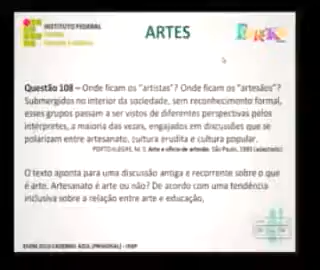 INSTITUTO FEDERAL
ARTES
Questão 108 – Onde ficam os "artistas"? Onde ficam os "artesãos"?
Submergidos no interior da sociedade, sem reconhecimento formal,
esses grupos passam a ser vistos de diferentes perspectivas pelos
intérpretes, a maioria das vezes, engajados em discussões que se
polarizam entre artesanato, cultura erudita e cultura popular.
PORTO ALEGRE, M. S. Arte e ofício de artesão. São Paulo, 1985 (adaptado)
O texto aponta para uma discussão antiga e recorrente sobre o que
é arte. Artesanato é arte ou não? De acordo com uma tendência
inclusiva sobre a relação entre arte e educação,
CADERNO AZUL - INEP